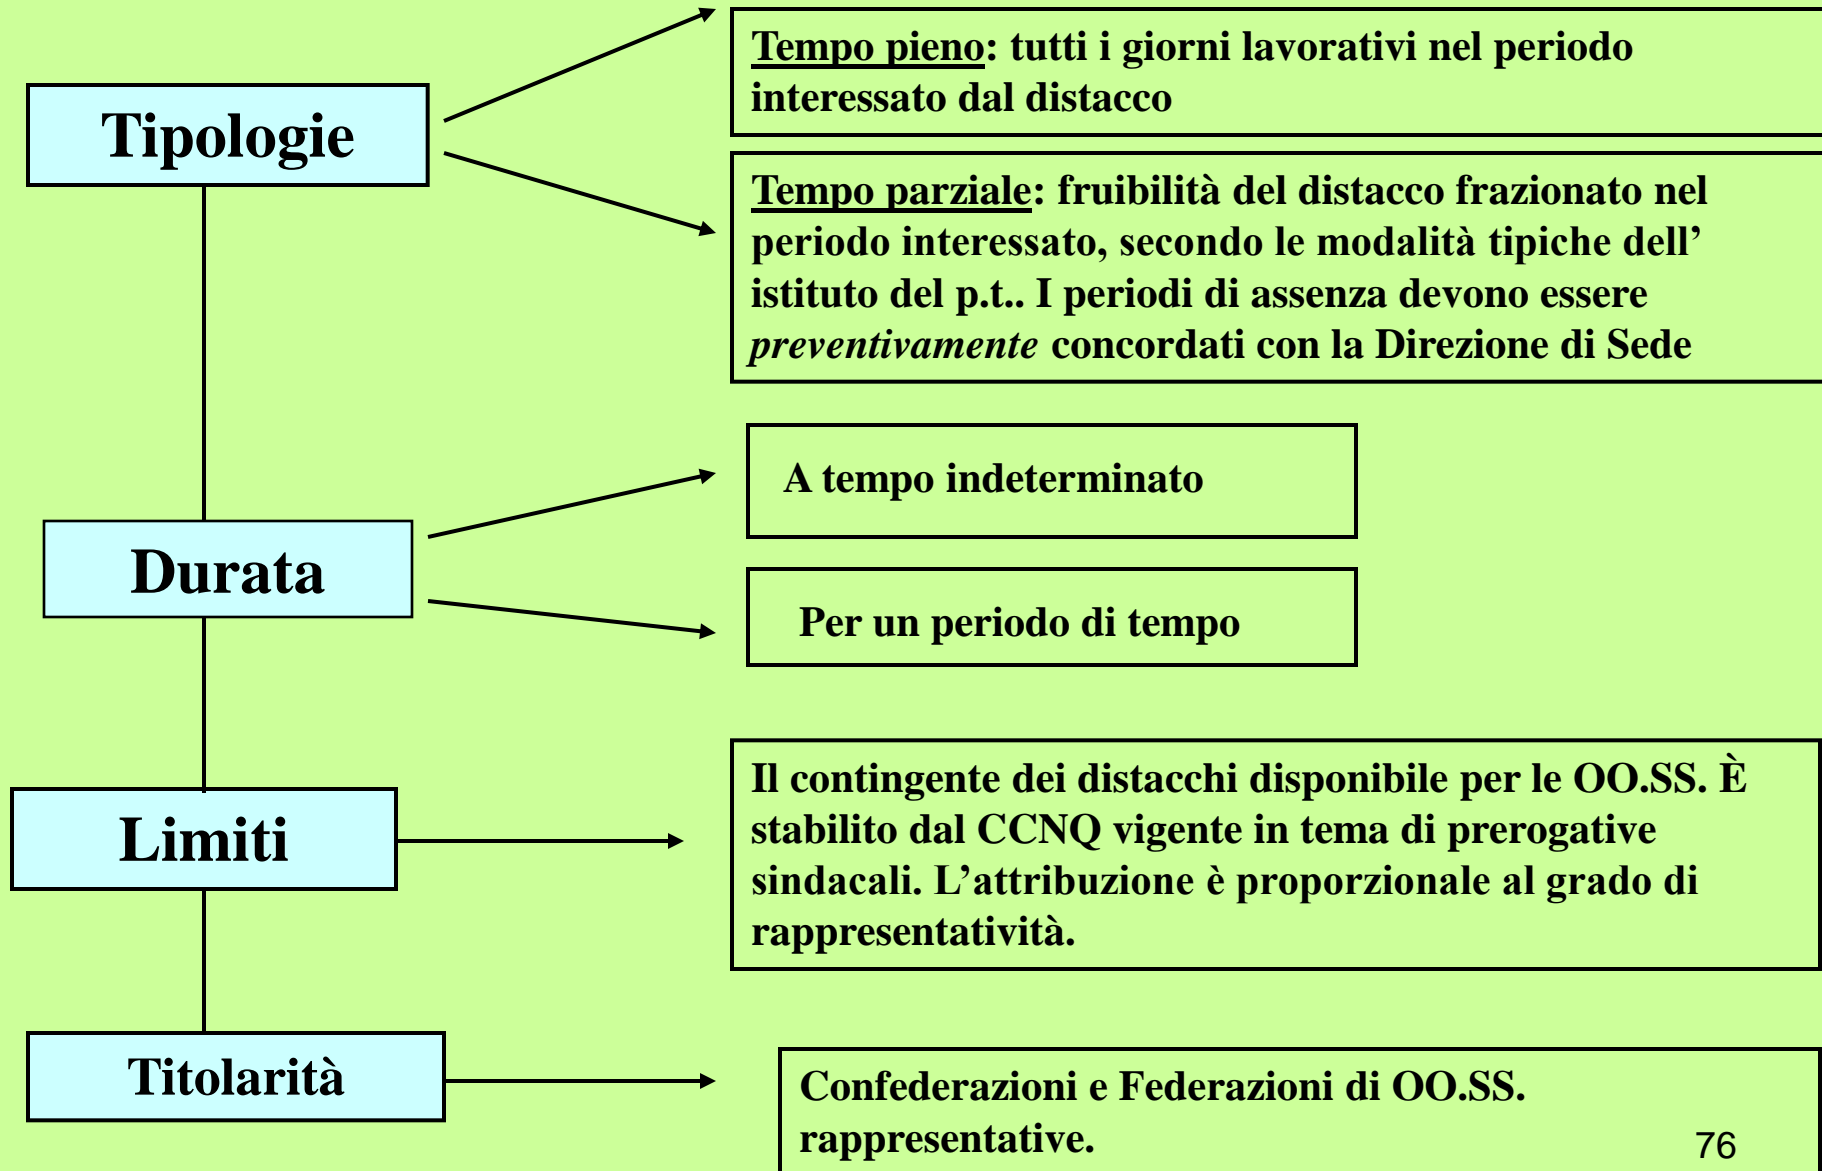 Tipologie
Tempo pieno: tutti i giorni lavorativi nel periodo
interessato dal distacco
Tempo parziale: fruibilità del distacco frazionato nel
periodo interessato, secondo le modalità tipiche dell’
istituto del p.t.. I periodi di assenza devono essere
preventivamente concordati con la Direzione di Sede
Durata
A tempo indeterminato
Per un periodo di tempo
Limiti
Il contingente dei distacchi disponibile per le OO.SS. È
stabilito dal CCNQ vigente in tema di prerogative
sindacali. L’attribuzione è proporzionale al grado di
rappresentatività.
Titolarità
Confederazioni e Federazioni di OO.SS.
rappresentative.
76